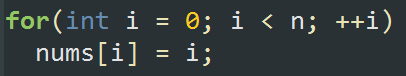 for(int i = 0; i < n; ++i)
  nums[i] = i;